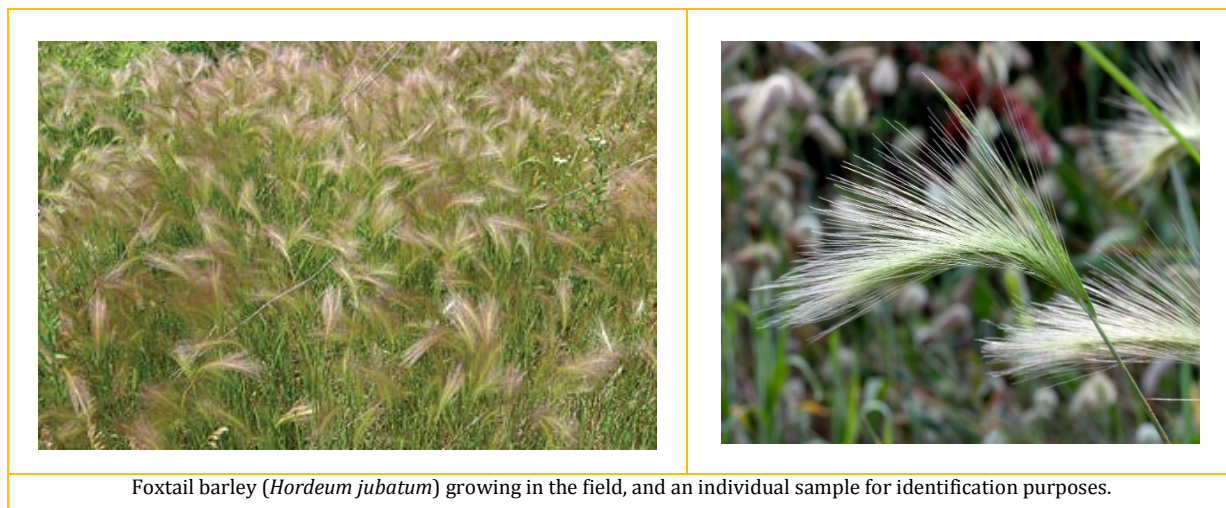 Foxtail barley (Hordeum jubatum) growing in the field, and an individual sample for identification purposes.